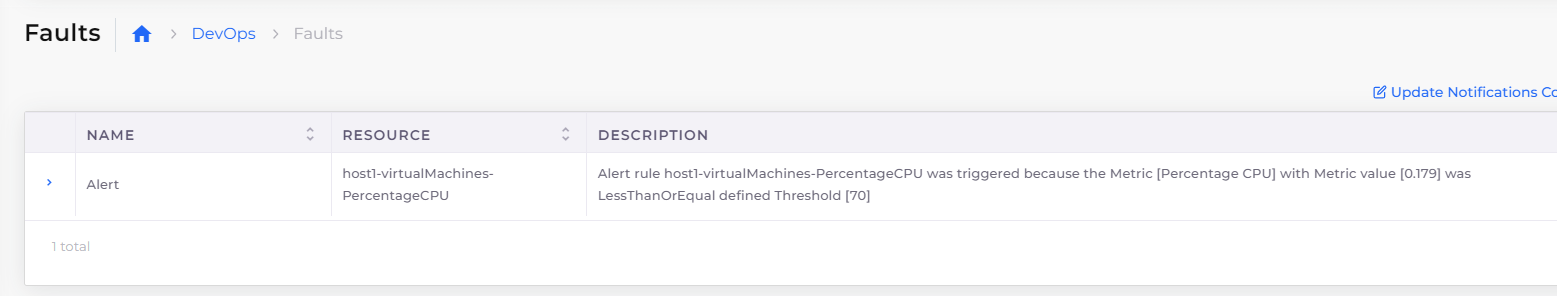 Faults
DevOps
Faults
Update Notifications
NAME
RESOURCE
DESCRIPTION
Alert
host1-virtualMachines-
PercentageCPU
Alert rule host1-virtualMachines-PercentageCPU was triggered because the Metric [Percentage CPU] with Metric value [0.179] was
LessThanOrEqual defined Threshold [70]
1 total